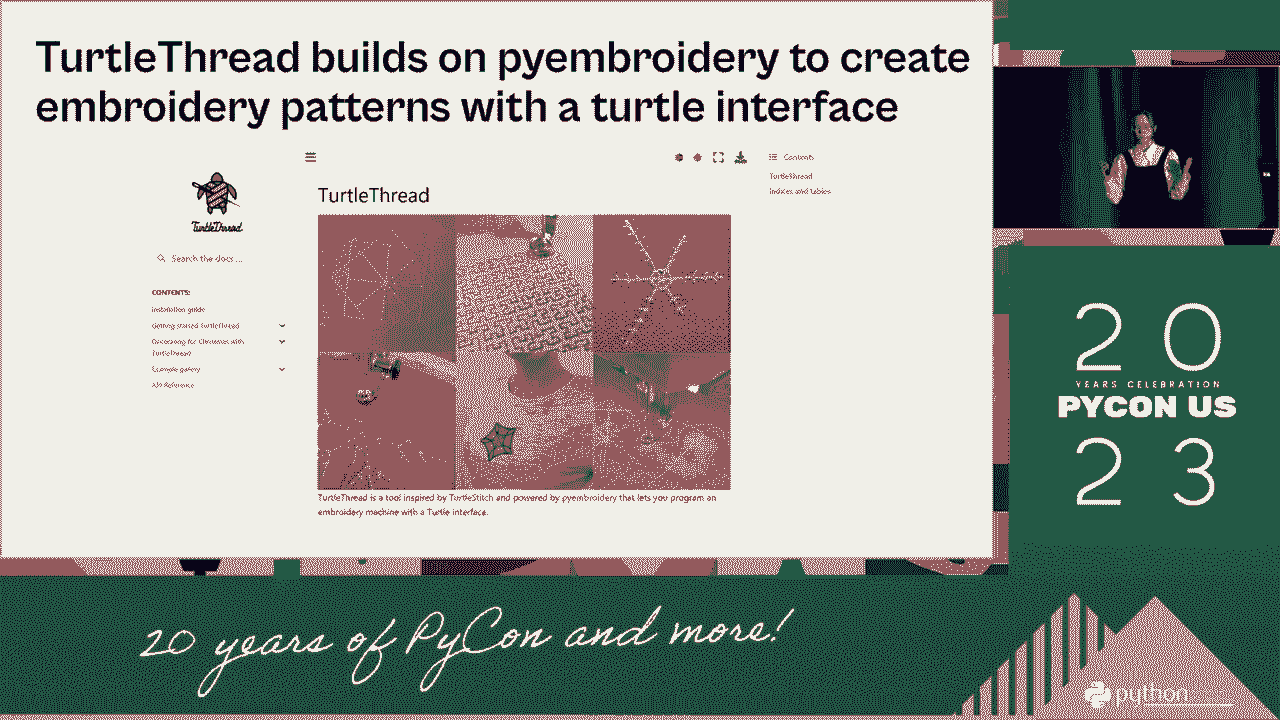 TurtleThread builds on pyembroidery to create
embroidery patterns with a turtle interface
TurtleThread
Search the docs ...
CONTENTS:
Installation guide
Getting started TurtleThread
Decorating for Christmas with
TurtleThread
Example gallery
API Reference
TurtleThread
TurtleThread is a tool inspired by TurtleStitch and powered by pyembroidery that lets you program an
embroidery machine with a Turtle interface.
Contents
TurtleThread
Indices and tables
20
YEARS CELEBRATION
PYCON US
23
20 years of PyCon and more!
python